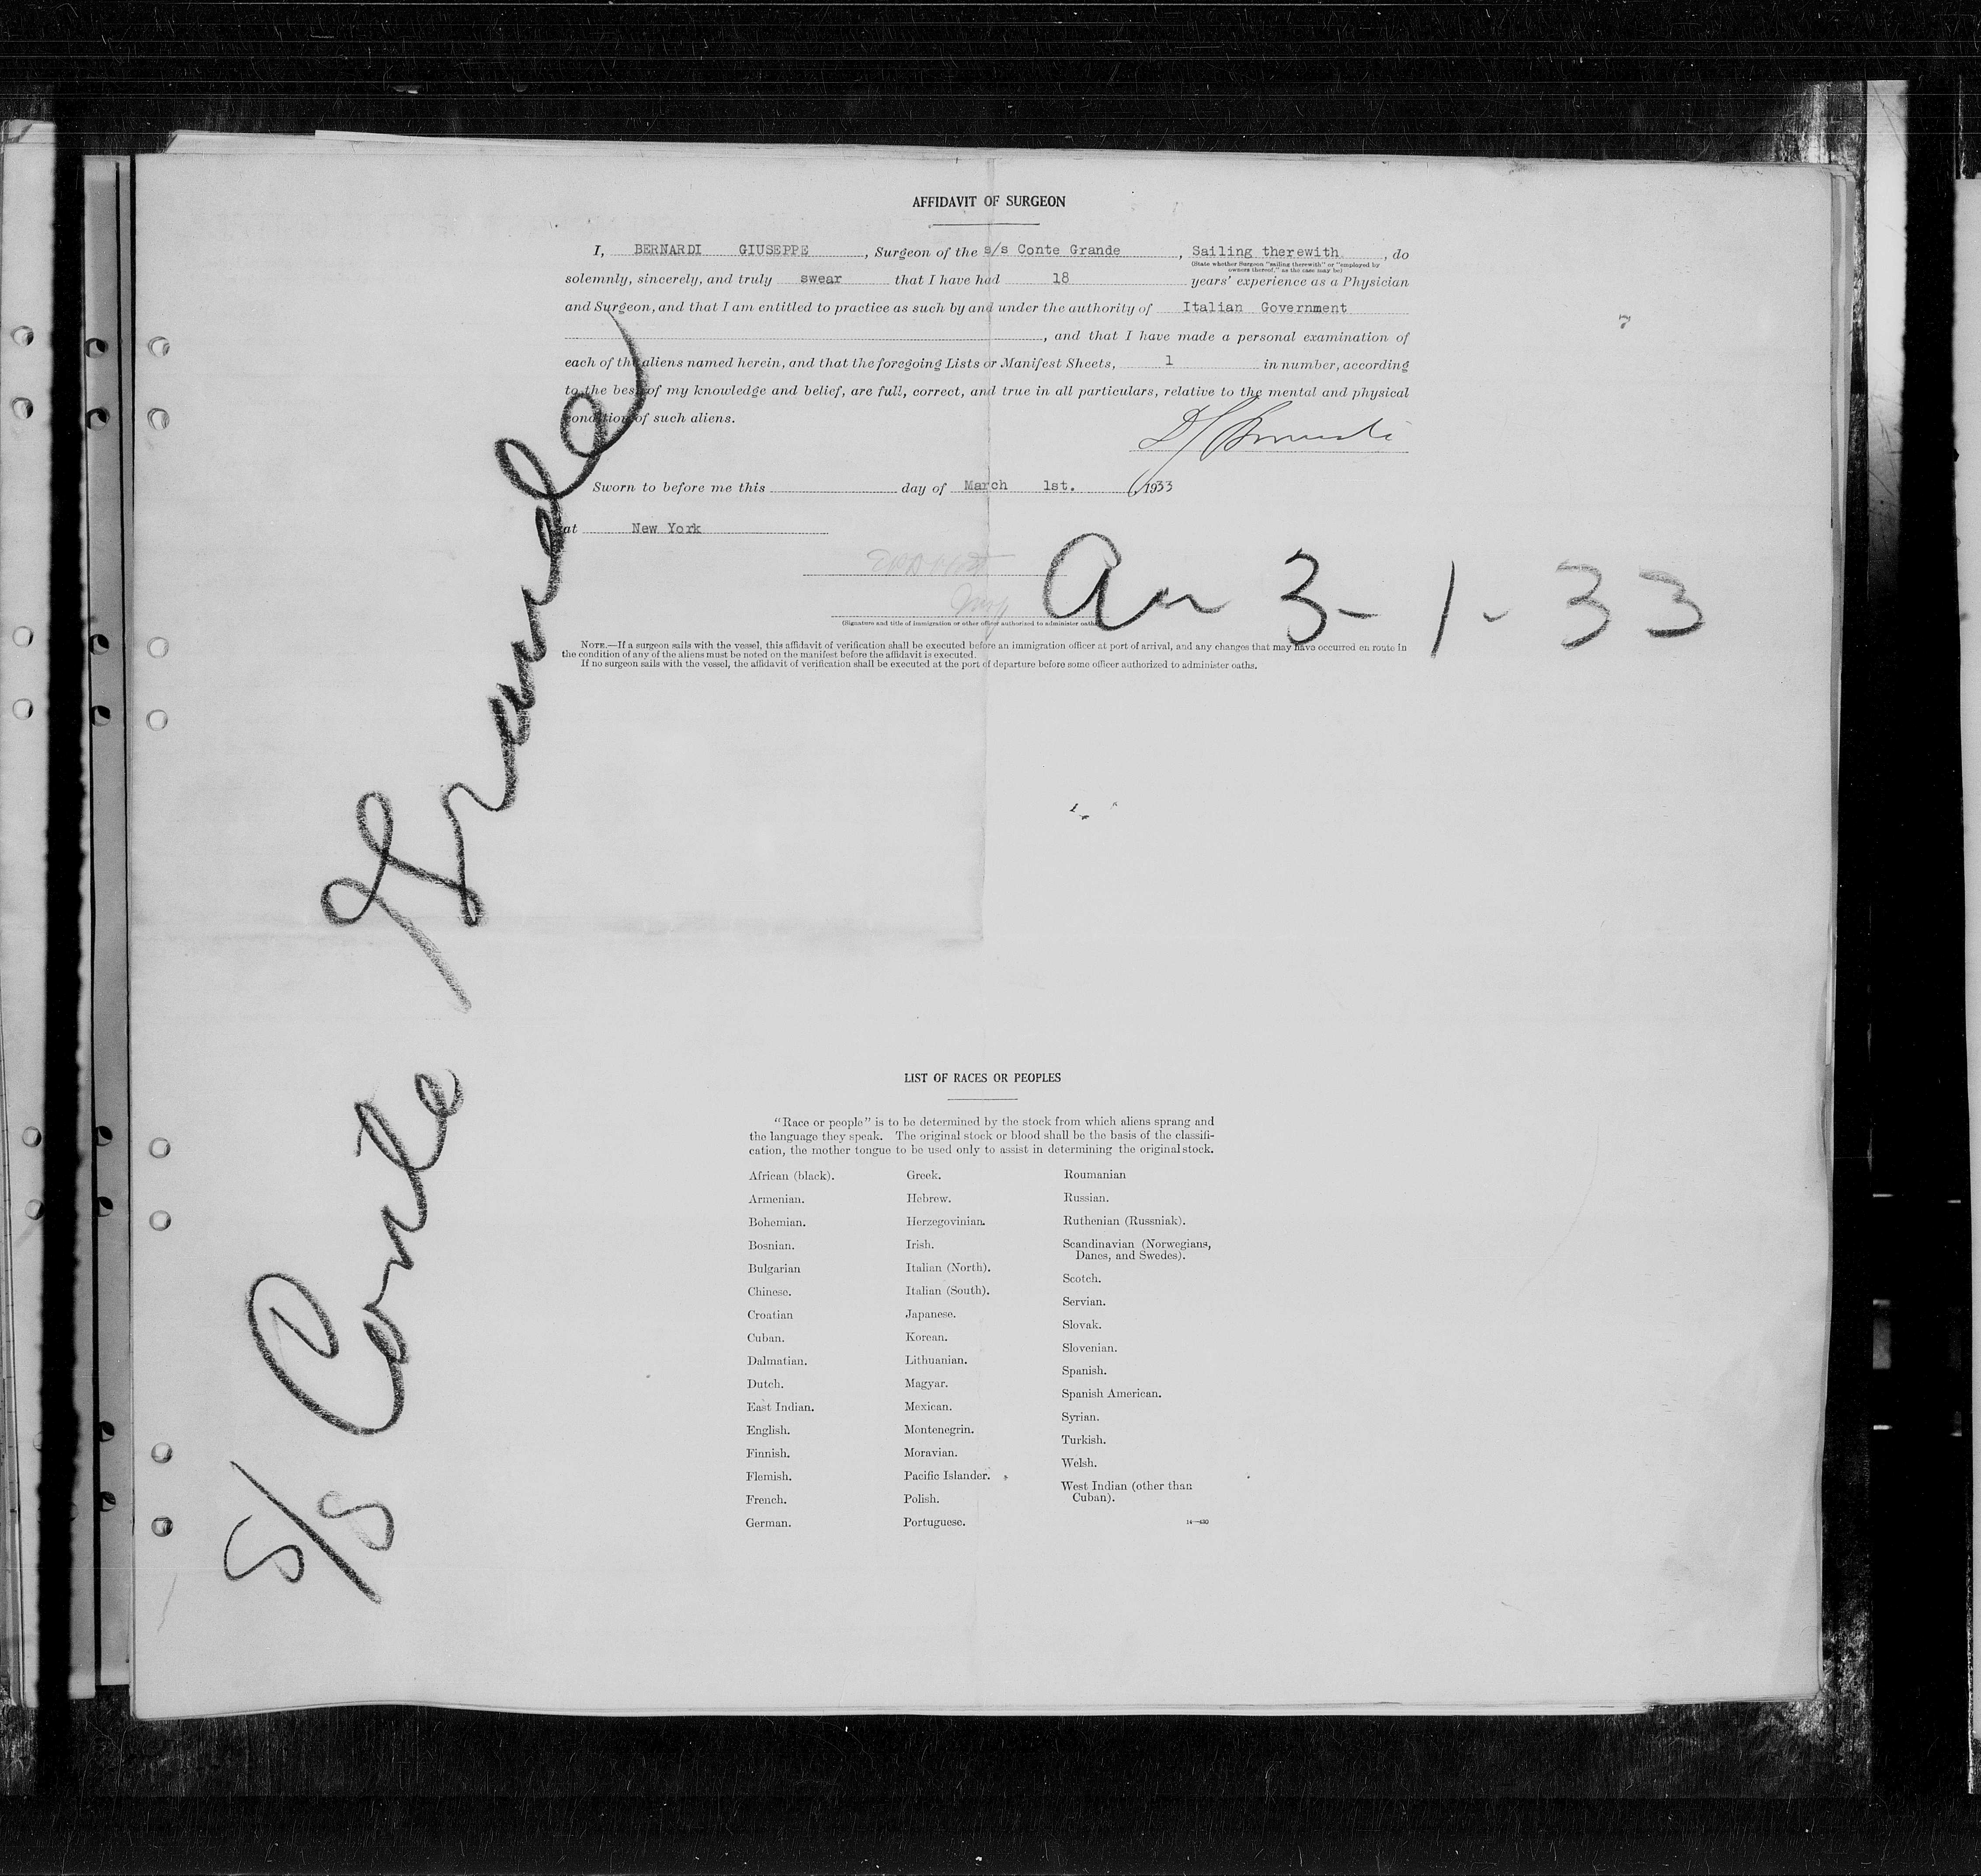 AFFIDAVIT OF SURGEON
I, BERNARDI GIUSEPPE, Surgeon of the s/s Conte Grande, Sailing therewith, do
(State whether Surgeon "sailing therewith" or "employed by
owners thereof," as the case may be)
solemnly, sincerely, and truly swear that I have had 18 years' experience as a Physician
and Surgeon, and that I am entitled to practice as such by and under the authority of Italian Government
, and that I have made a personal examination of
each of the aliens named herein, and that the foregoing Lists or Manifest Sheets, 1 in number, according
to the best of my knowledge and belief, are full, correct, and true in all particulars, relative to the mental and physical
condition of such aliens.
Sworn to before me this day of March 1st. , 1933
at New York
Arr 3-1-33
(Signature and title of immigration or other officer authorized to administer oaths)
NOTE.—If a surgeon sails with the vessel, this affidavit of verification shall be executed before an immigration officer at port of arrival, and any changes that may have occurred en route in
the condition of any of the aliens must be noted on the manifest before the affidavit is executed.
If no surgeon sails with the vessel, the affidavit of verification shall be executed at the port of departure before some officer authorized to administer oaths.
S/S Conte Grande
LIST OF RACES OR PEOPLES
"Race or people" is to be determined by the stock from which aliens sprang and
the language they speak. The original stock or blood shall be the basis of the classifi-
cation, the mother tongue to be used only to assist in determining the original stock.
African (black).
Armenian.
Bohemian.
Bosnian.
Bulgarian
Chinese.
Croatian
Cuban.
Dalmatian.
Dutch.
East Indian.
English.
Finnish.
Flemish.
French.
German.
Greek.
Hebrew.
Herzegovinian.
Irish.
Italian (North).
Italian (South).
Japanese.
Korean.
Lithuanian.
Magyar.
Mexican.
Montenegrin.
Moravian.
Pacific Islander.
Polish.
Portuguese.
Roumanian
Russian.
Ruthenian (Russniak).
Scandinavian (Norwegians,
Danes, and Swedes).
Scotch.
Servian.
Slovak.
Slovenian.
Spanish.
Spanish American.
Syrian.
Turkish.
Welsh.
West Indian (other than
Cuban).
14—430